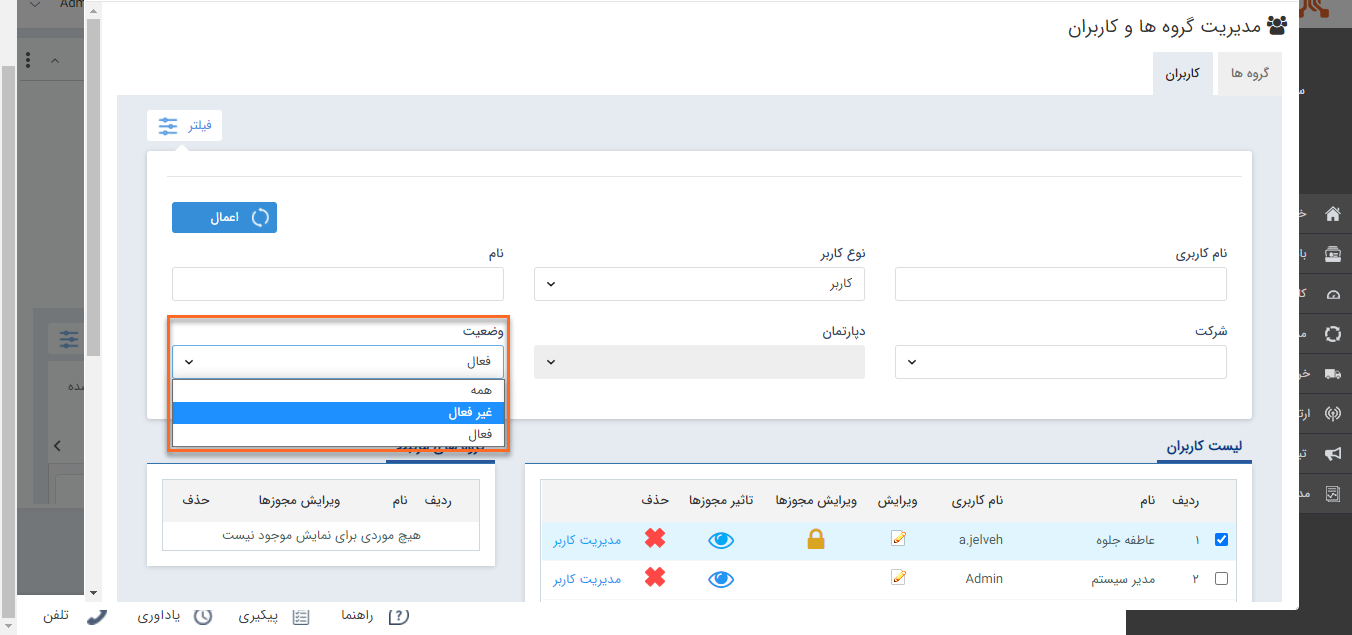 Adm
مدیریت گروه ها و کاربران
گروه ها
کاربران
فیلتر
اعمال
نام کاربری
نوع کاربر
نام
کاربر
شرکت
دپارتمان
وضعیت
فعال
همه
غیر فعال
فعال
لیست کاربران
ردیف نام نام کاربری ویرایش ویرایش مجوزها تاثیر مجوزها حذف
۱ عاطفه جلوه a.jelveh مدیریت کاربر
۲ مدیر سیستم Admin مدیریت کاربر
ردیف نام ویرایش مجوزها حذف
هیچ موردی برای نمایش موجود نیست
راهنما
پیگیری
یاداوری
تلفن